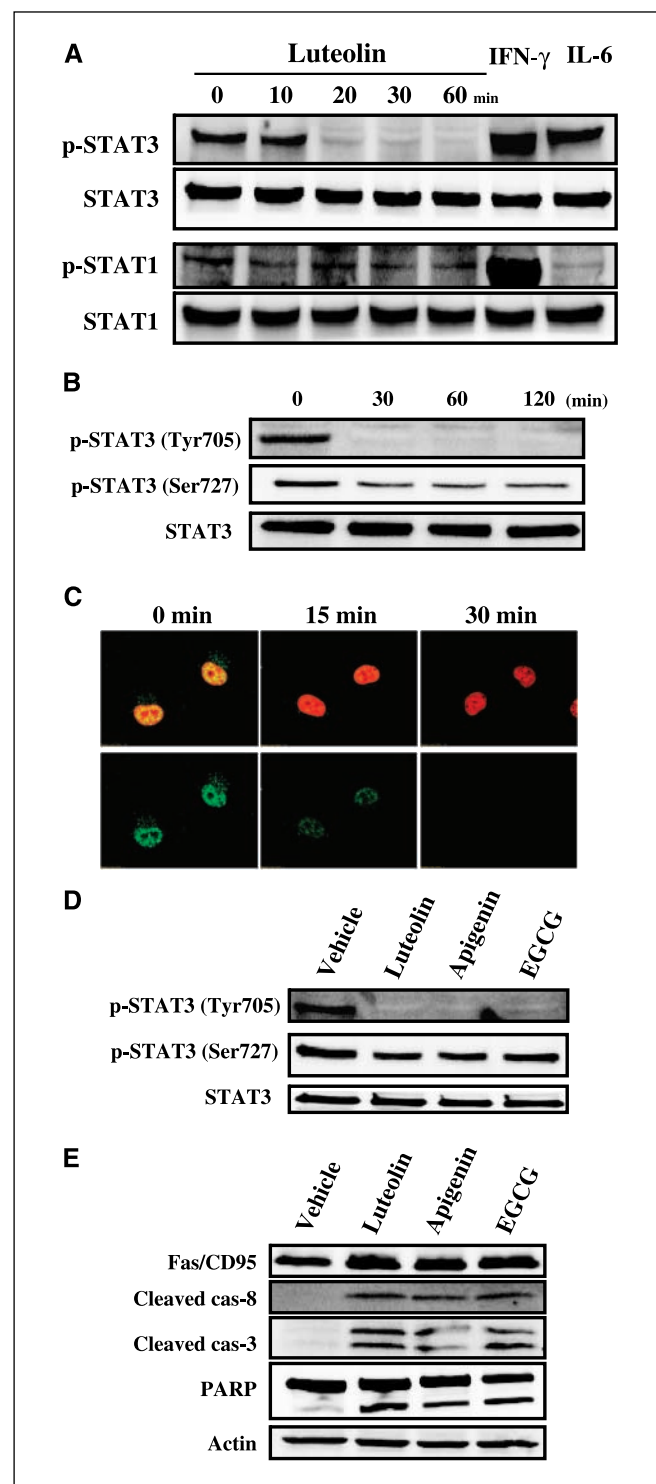 A
Luteolin IFN-γ IL-6
0 10 20 30 60 min
p-STAT3
STAT3
p-STAT1
STAT1
B
0 30 60 120 (min)
p-STAT3 (Tyr705)
p-STAT3 (Ser727)
STAT3
C
0 min 15 min 30 min
D
Vehicle Luteolin Apigenin EGCG
p-STAT3 (Tyr705)
p-STAT3 (Ser727)
STAT3
E
Vehicle Luteolin Apigenin EGCG
Fas/CD95
Cleaved cas-8
Cleaved cas-3
PARP
Actin